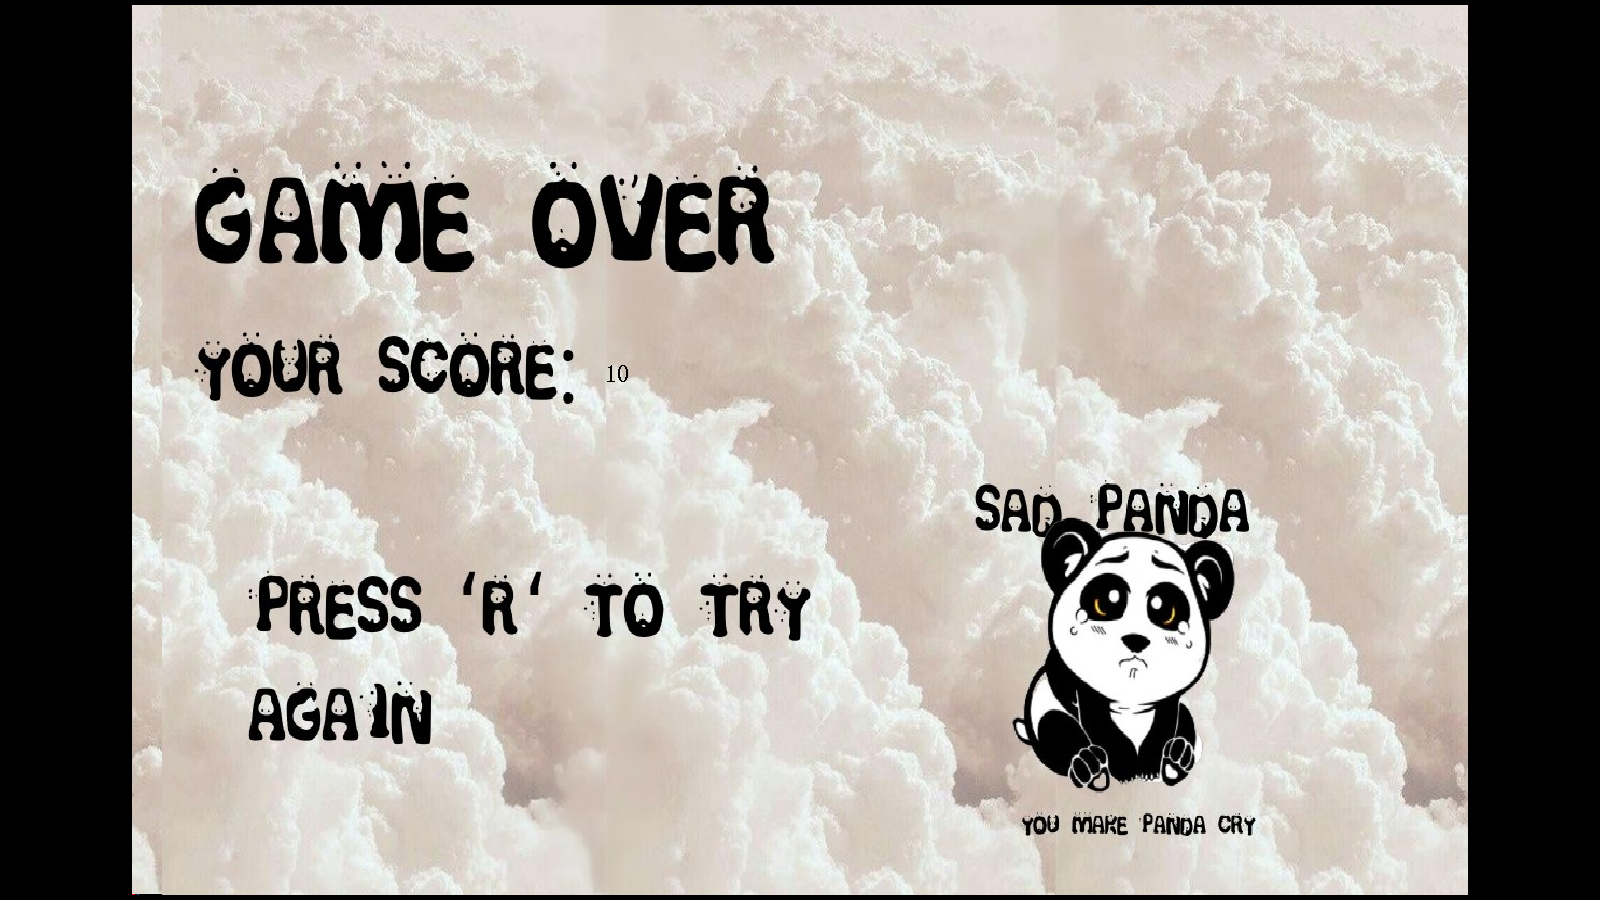 GAME OVER
YOUR SCORE: 10
SAD PANDA
PRESS 'R' TO TRY
AGAIN
YOU MAKE PANDA CRY